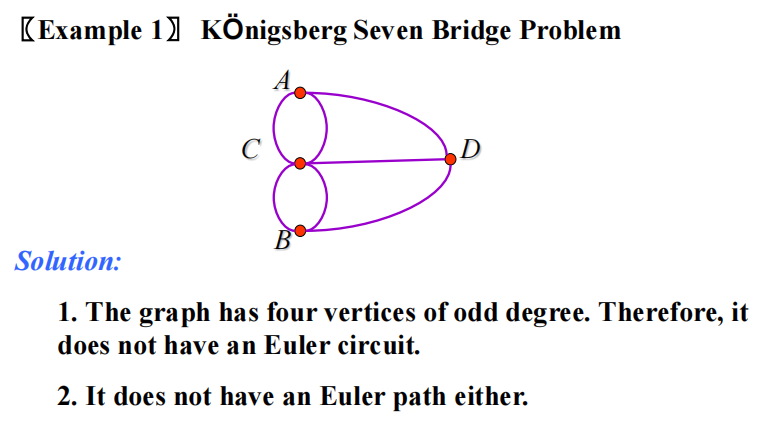 〖Example 1〗 KÖnigsberg Seven Bridge Problem
A
C
D
B
Solution:
1. The graph has four vertices of odd degree. Therefore, it
does not have an Euler circuit.
2. It does not have an Euler path either.